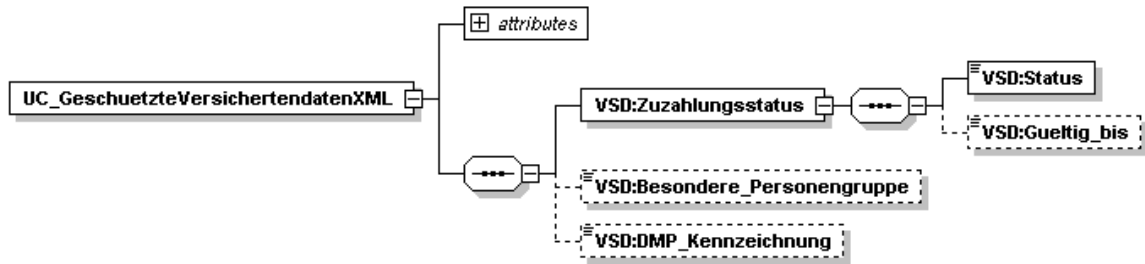 attributes
UC_GeschuetzteVersichertendatenXML
VSD:Zuzahlungsstatus
VSD:Status
VSD:Gueltig_bis
VSD:Besondere_Personengruppe
VSD:DMP_Kennzeichnung